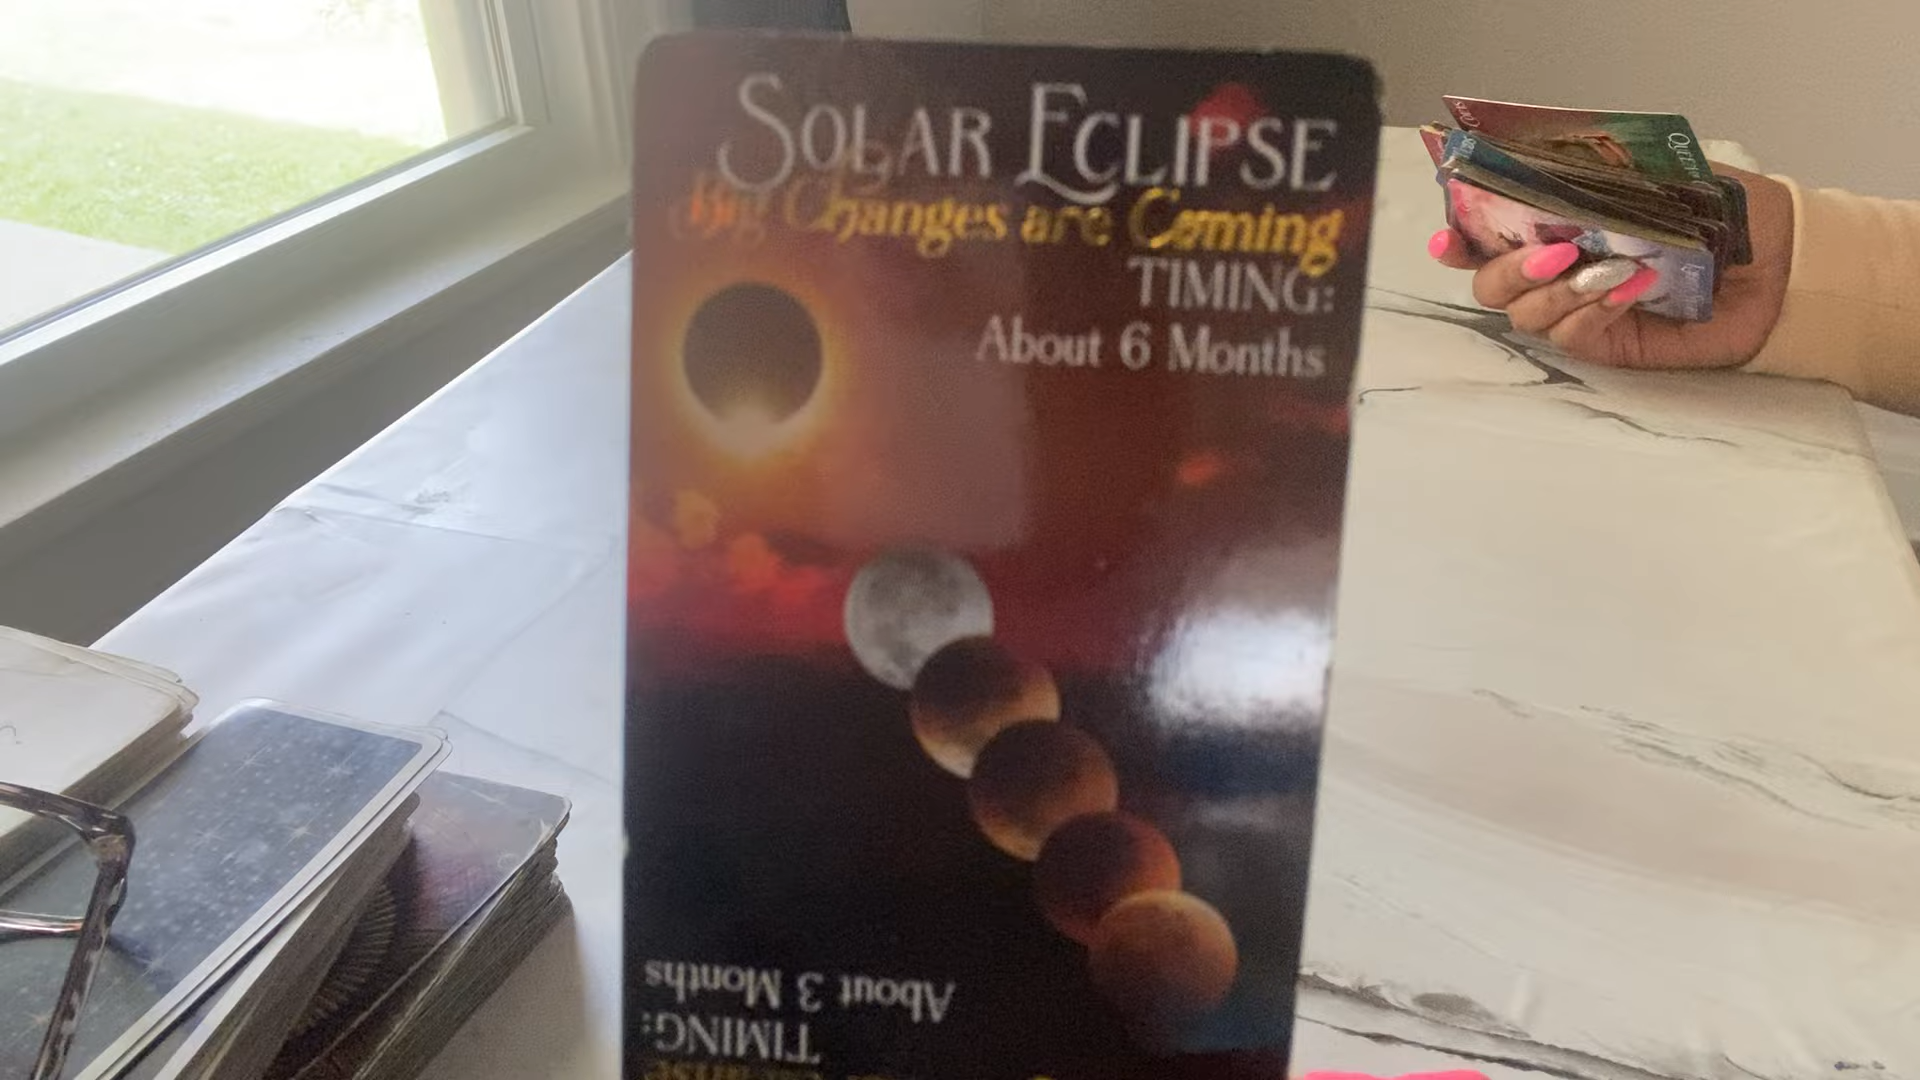 SOLAR ECLIPSE
Big Changes are Coming
TIMING:
About 6 Months
About 3 Months
TIMING: